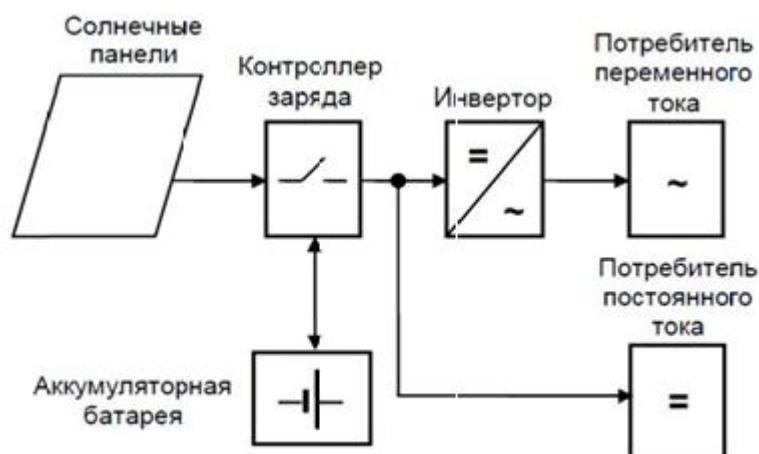 Солнечные
панели
Контроллер
заряда
Инвертор
Потребитель
переменного
тока
=
~
~
Потребитель
постоянного
тока
=
Аккумуляторная
батарея